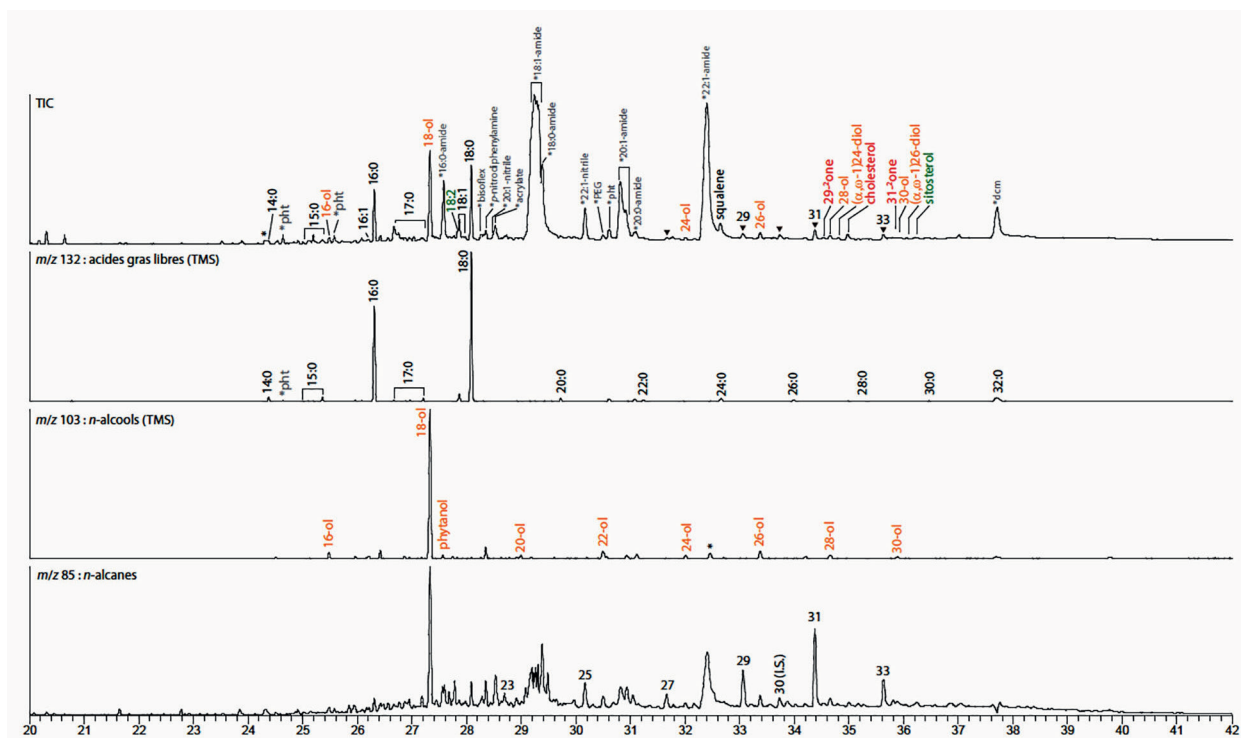 TIC
*
14:0
*pht
15:0
16-ol
*pht
16:1
16:0
17:0
18-ol
*16:0-amide
18:2
18:1
18:0
*bisoflex
*p-nitrodiphenylamine
*20:1-nitrile
*acrylate
*18:1-amide
*18:0-amide
*22:1-nitrile
*PEG
*pht
*20:1-amide
*20:0-amide
24-ol
*22:1-amide
squalene
29
26-ol
31
29-²-one
28-ol
(α,ω-1)24-diol
cholesterol
33
31-²-one
30-ol
(α,ω-1)26-diol
sitosterol
*dcm
m/z 132 : acides gras libres (TMS)
14:0
*pht
15:0
16:0
17:0
18:0
20:0
22:0
24:0
26:0
28:0
30:0
32:0
m/z 103 : n-alcools (TMS)
16-ol
18-ol
phytanol
20-ol
22-ol
24-ol
*
26-ol
28-ol
30-ol
m/z 85 : n-alcanes
23
25
27
29
30 (I.S.)
31
33
20 21 22 23 24 25 26 27 28 29 30 31 32 33 34 35 36 37 38 39 40 41 42